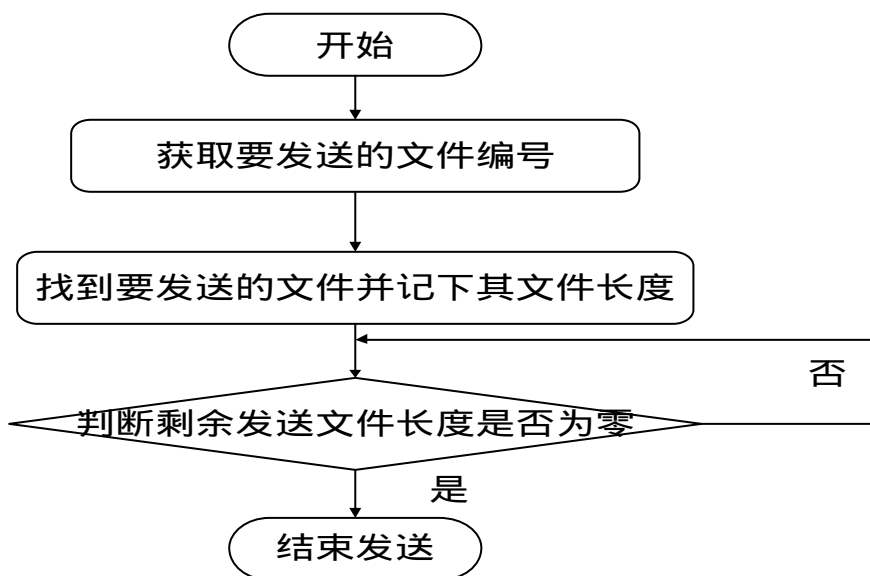 开始
获取要发送的文件编号
找到要发送的文件并记下其文件长度
否
判断剩余发送文件长度是否为零
是
结束发送